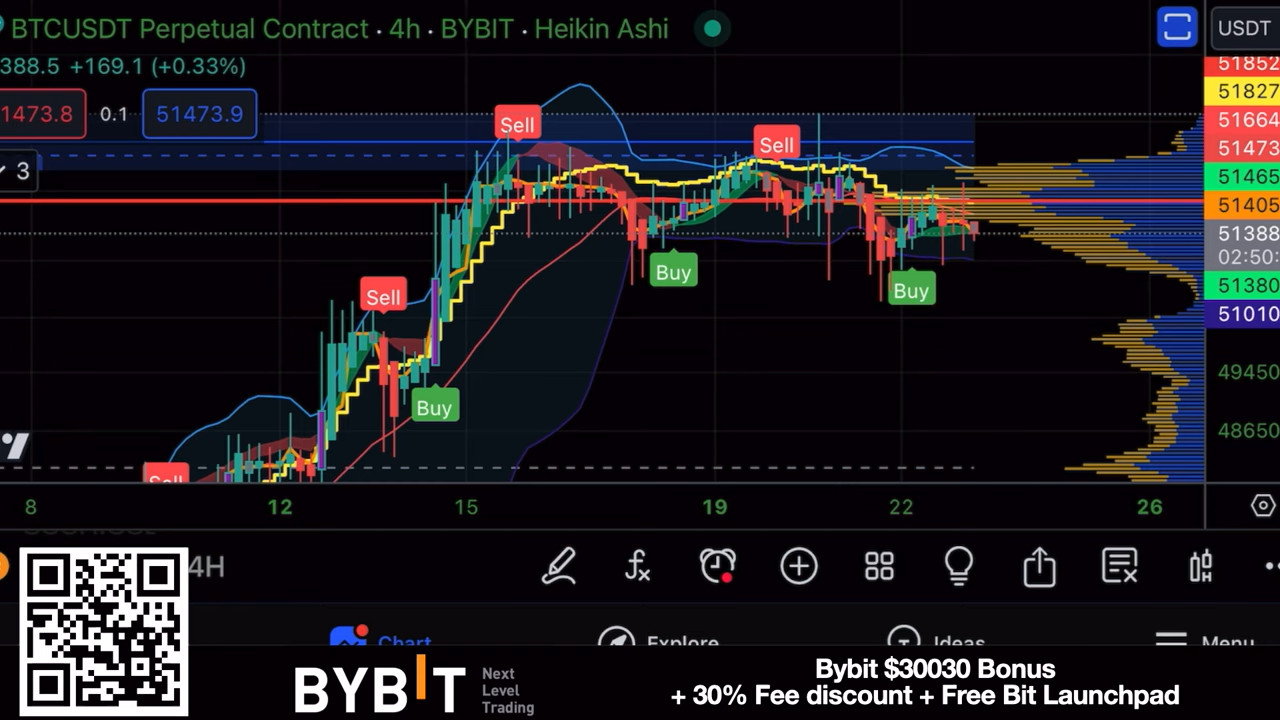 BTCUSDT Perpetual Contract · 4h · BYBIT · Heikin Ashi
USDT
388.5 +169.1 (+0.33%)
1473.8 0.1 51473.9
3
Sell
Sell
Sell
Sell
Buy
Buy
Buy
51852
51827
51664
51473
51465
51405
51388
02:50:
51380
51010
49450
48650
8 12 15 19 22 26
4H
Chart Explore Ideas Menu
BYBIT
Next
Level
Trading
Bybit $30030 Bonus
+ 30% Fee discount + Free Bit Launchpad